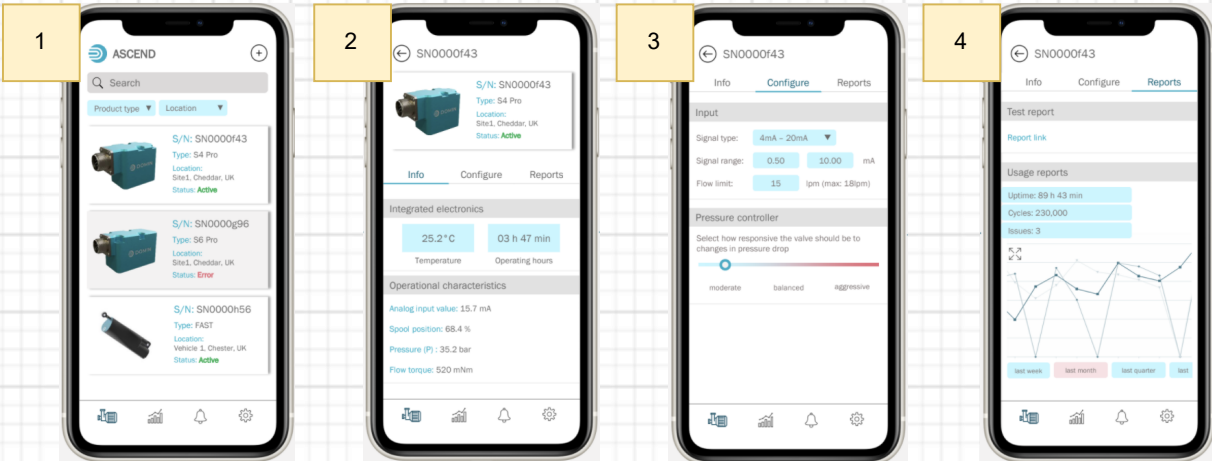 1
ASCEND
Search
Product type ▼ Location ▼
S/N: SN0000f43
Type: S4 Pro
Location:
Site1, Cheddar, UK
Status: Active
S/N: SN0000g96
Type: S6 Pro
Location:
Site1, Cheddar, UK
Status: Error
S/N: SN0000h56
Type: FAST
Location:
Vehicle 1, Chester, UK
Status: Active
2
SN0000f43
S/N: SN0000f43
Type: S4 Pro
Location:
Site1, Cheddar, UK
Status: Active
Info Configure Reports
Integrated electronics
25.2°C 03 h 47 min
Temperature Operating hours
Operational characteristics
Analog input value: 15.7 mA
Spool position: 68.4 %
Pressure (P) : 35.2 bar
Flow torque: 520 mNm
3
SN0000f43
Info Configure Reports
Input
Signal type: 4mA – 20mA ▼
Signal range: 0.50 10.00 mA
Flow limit: 15 lpm (max: 18lpm)
Pressure controller
Select how responsive the valve should be to
changes in pressure drop
moderate balanced aggressive
4
SN0000f43
Info Configure Reports
Test report
Report link
Usage reports
Uptime: 89 h 43 min
Cycles: 230,000
Issues: 3
last week last month last quarter last